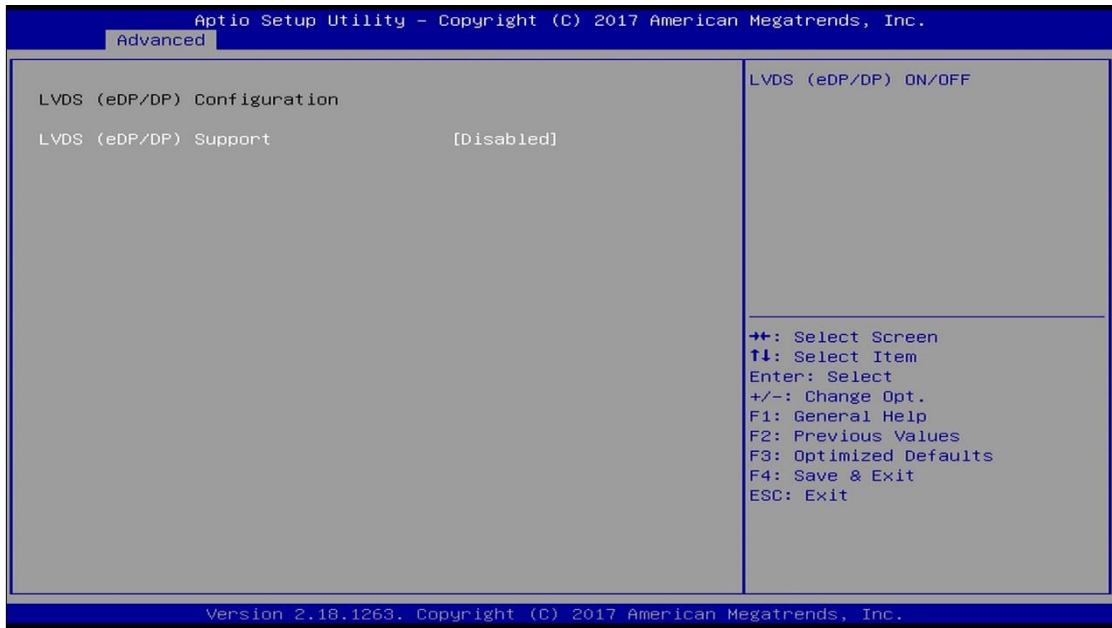 Aptio Setup Utility – Copyright (C) 2017 American Megatrends, Inc.
Advanced
LVDS (eDP/DP) Configuration
LVDS (eDP/DP) Support [Disabled]
LVDS (eDP/DP) ON/OFF
→←: Select Screen
↑↓: Select Item
Enter: Select
+/-: Change Opt.
F1: General Help
F2: Previous Values
F3: Optimized Defaults
F4: Save & Exit
ESC: Exit
Version 2.18.1263. Copyright (C) 2017 American Megatrends, Inc.